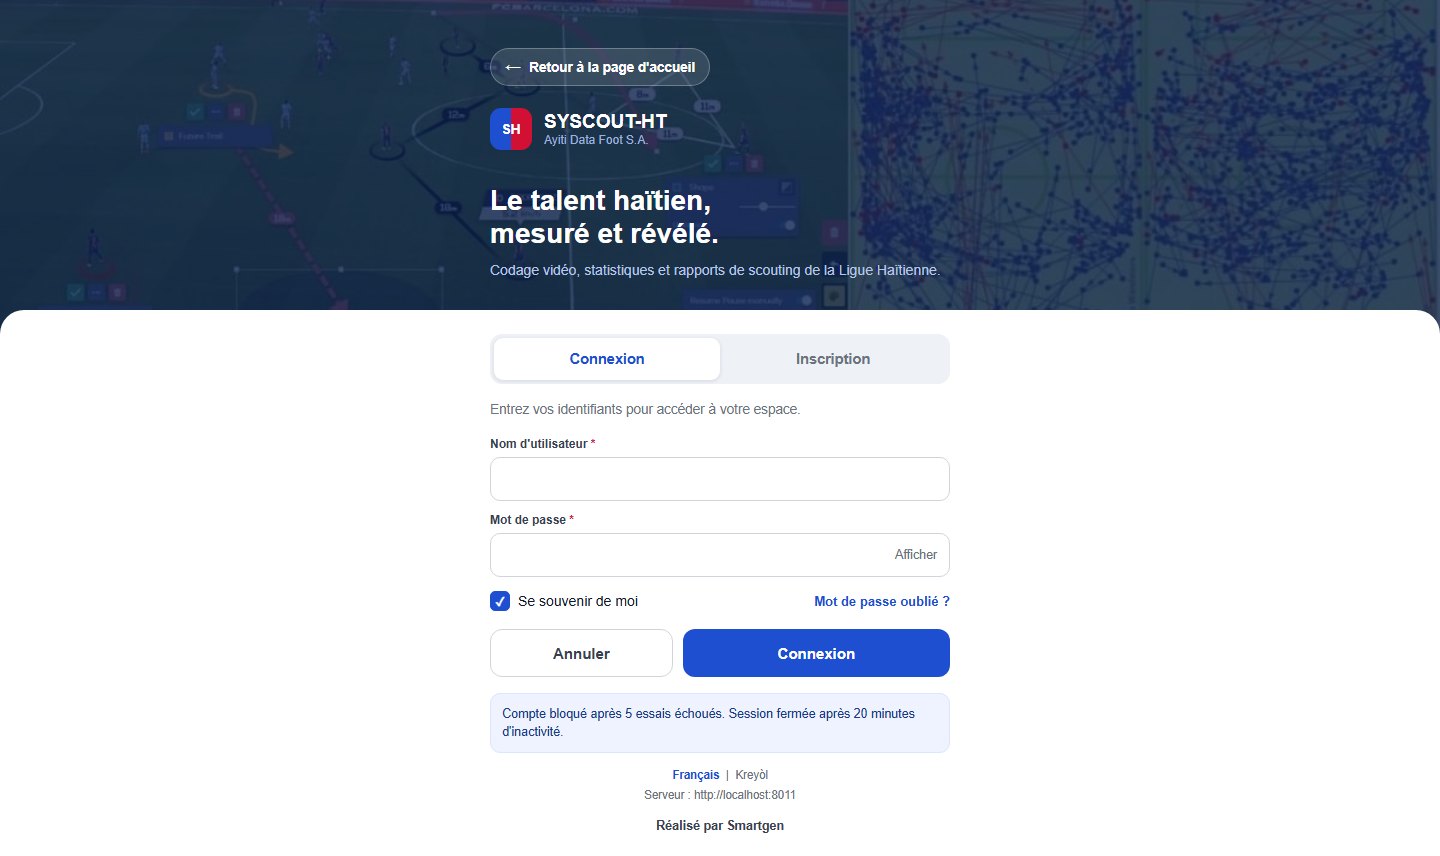 FCBARCELONA.COM
← Retour à la page d'accueil
SH
SYSCOUT-HT
Ayiti Data Foot S.A.
Le talent haïtien,
mesuré et révélé.
Codage vidéo, statistiques et rapports de scouting de la Ligue Haïtienne.
Connexion
Inscription
Entrez vos identifiants pour accéder à votre espace.
Nom d'utilisateur *
Mot de passe *
Afficher
Se souvenir de moi
Mot de passe oublié ?
Annuler
Connexion
Compte bloqué après 5 essais échoués. Session fermée après 20 minutes
d'inactivité.
Français | Kreyòl
Serveur : http://localhost:8011
Réalisé par Smartgen